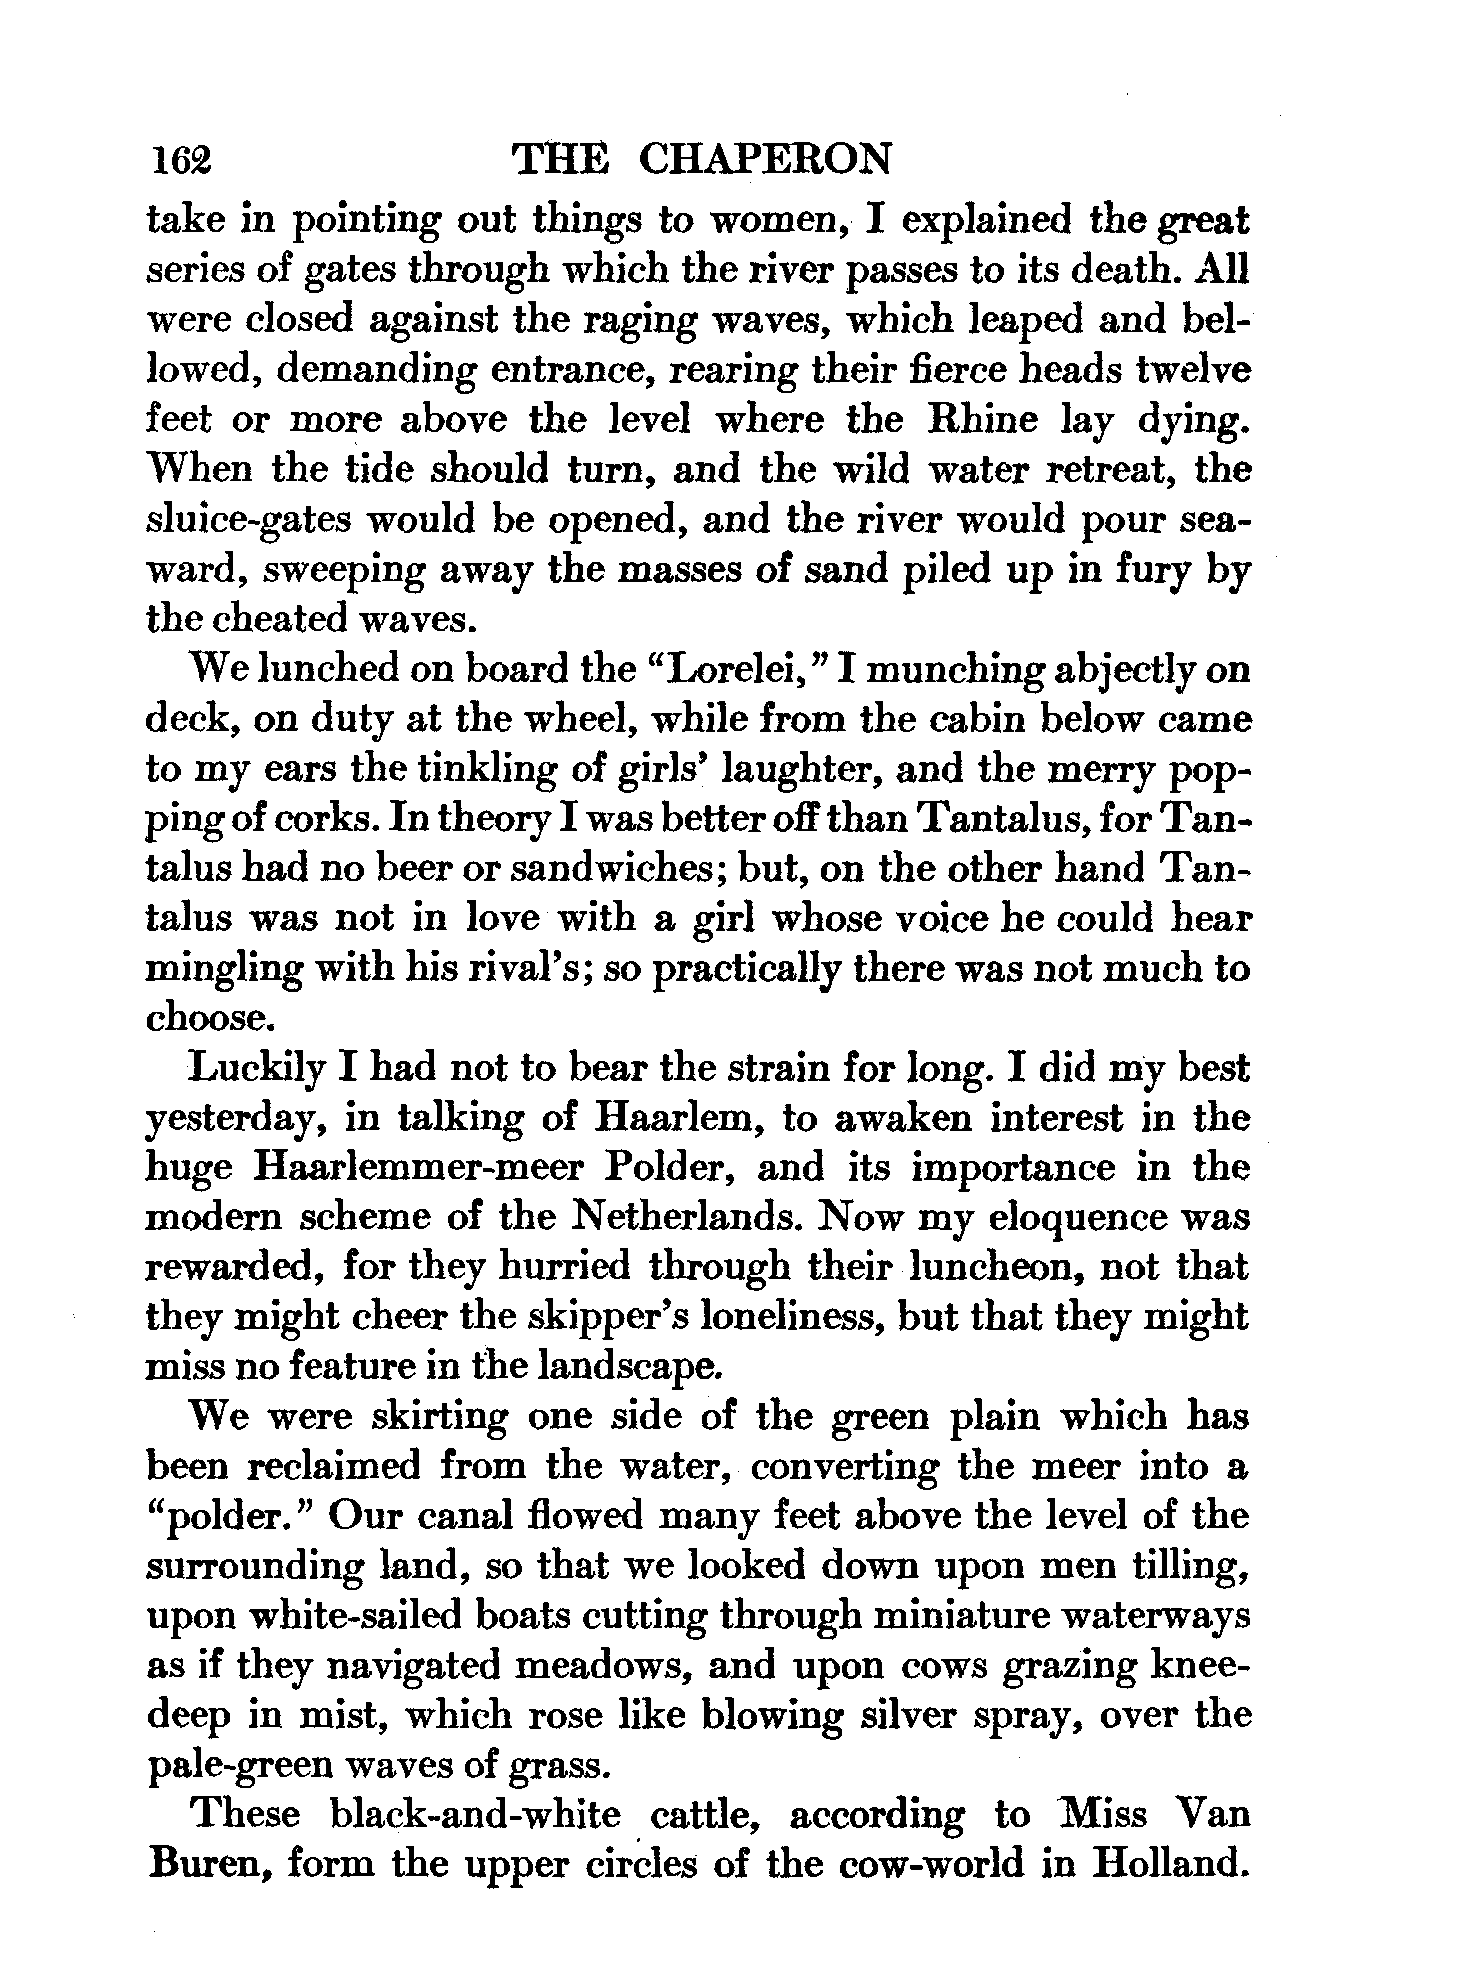 162 THE CHAPERON
take in pointing out things to women, I explained the great
series of gates through which the river passes to its death. All
were closed against the raging waves, which leaped and bel-
lowed, demanding entrance, rearing their fierce heads twelve
feet or more above the level where the Rhine lay dying.
When the tide should turn, and the wild water retreat, the
sluice-gates would be opened, and the river would pour sea-
ward, sweeping away the masses of sand piled up in fury by
the cheated waves.
We lunched on board the “Lorelei,” I munching abjectly on
deck, on duty at the wheel, while from the cabin below came
to my ears the tinkling of girls’ laughter, and the merry pop-
ping of corks. In theory I was better off than Tantalus, for Tan-
talus had no beer or sandwiches; but, on the other hand Tan-
talus was not in love with a girl whose voice he could hear
mingling with his rival’s; so practically there was not much to
choose.
Luckily I had not to bear the strain for long. I did my best
yesterday, in talking of Haarlem, to awaken interest in the
huge Haarlemmer-meer Polder, and its importance in the
modern scheme of the Netherlands. Now my eloquence was
rewarded, for they hurried through their luncheon, not that
they might cheer the skipper’s loneliness, but that they might
miss no feature in the landscape.
We were skirting one side of the green plain which has
been reclaimed from the water, converting the meer into a
“polder.” Our canal flowed many feet above the level of the
surrounding land, so that we looked down upon men tilling,
upon white-sailed boats cutting through miniature waterways
as if they navigated meadows, and upon cows grazing knee-
deep in mist, which rose like blowing silver spray, over the
pale-green waves of grass.
These black-and-white cattle, according to Miss Van
Buren, form the upper circles of the cow-world in Holland.